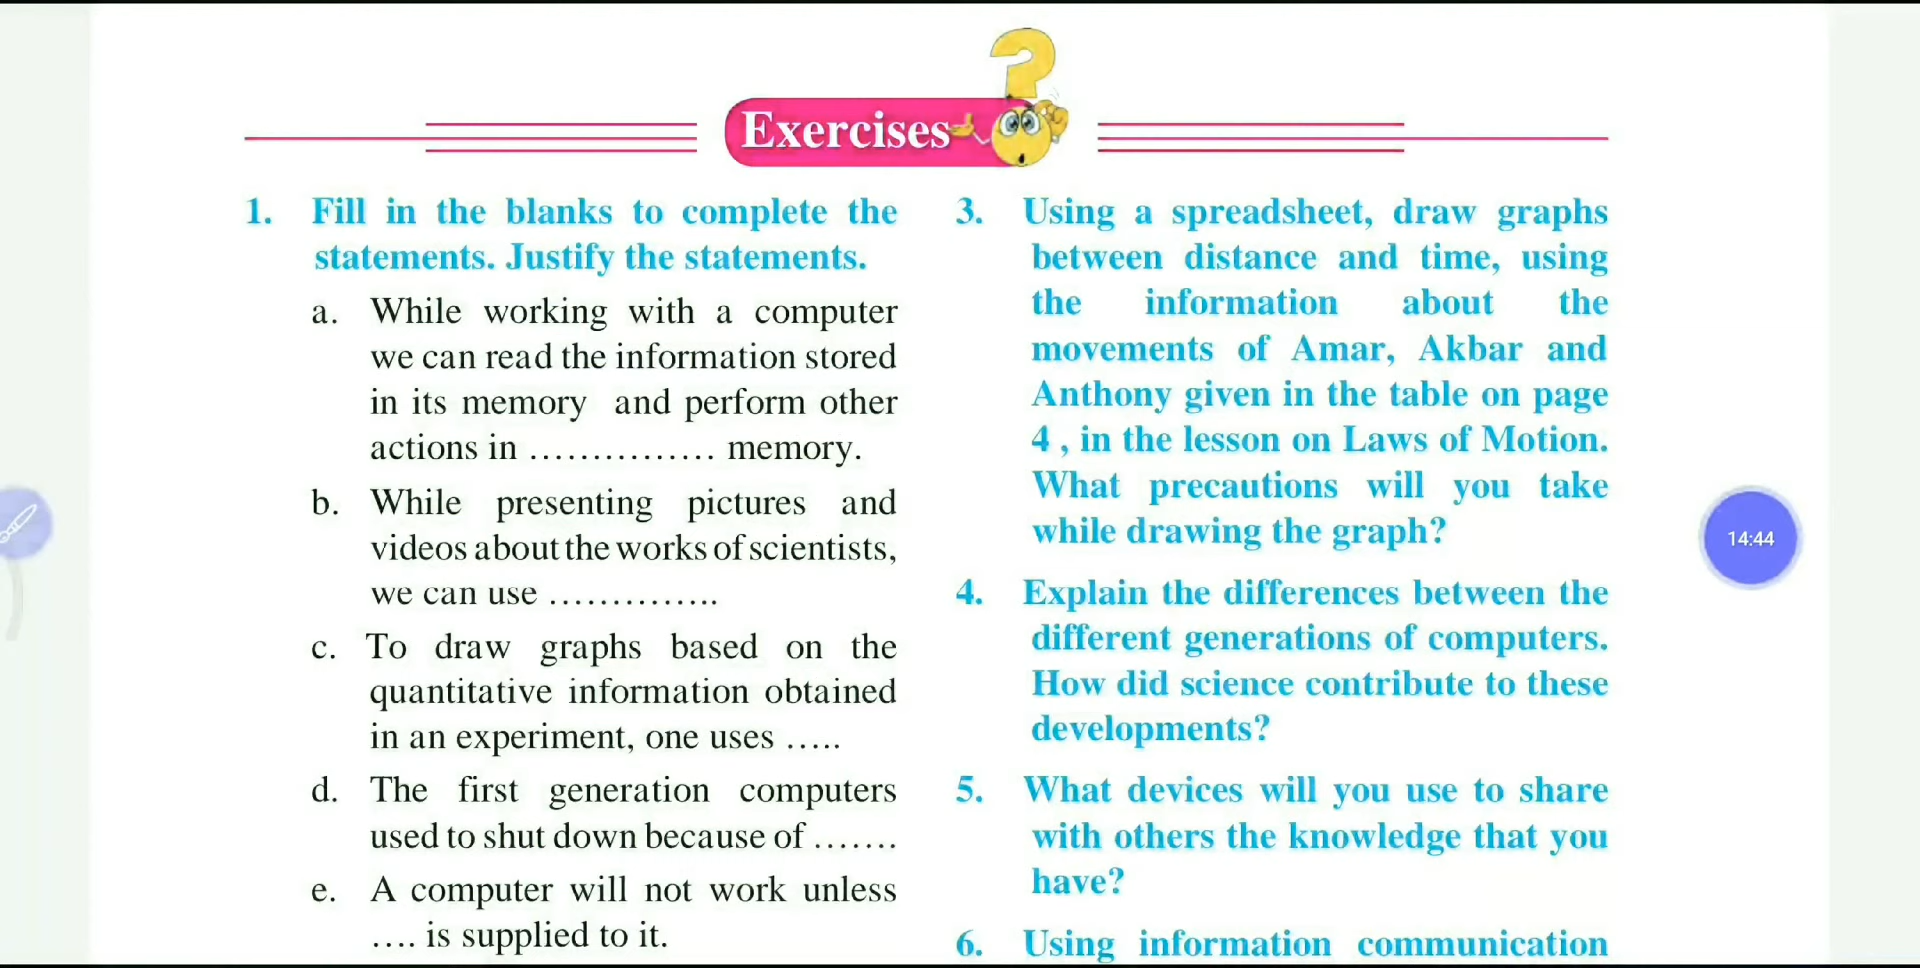 Exercises
1. Fill in the blanks to complete the
statements. Justify the statements.
a. While working with a computer
we can read the information stored
in its memory and perform other
actions in ............... memory.
b. While presenting pictures and
videos about the works of scientists,
we can use ..............
c. To draw graphs based on the
quantitative information obtained
in an experiment, one uses .....
d. The first generation computers
used to shut down because of .......
e. A computer will not work unless
.... is supplied to it.
3. Using a spreadsheet, draw graphs
between distance and time, using
the information about the
movements of Amar, Akbar and
Anthony given in the table on page
4 , in the lesson on Laws of Motion.
What precautions will you take
while drawing the graph?
4. Explain the differences between the
different generations of computers.
How did science contribute to these
developments?
5. What devices will you use to share
with others the knowledge that you
have?
6. Using information communication
14:44